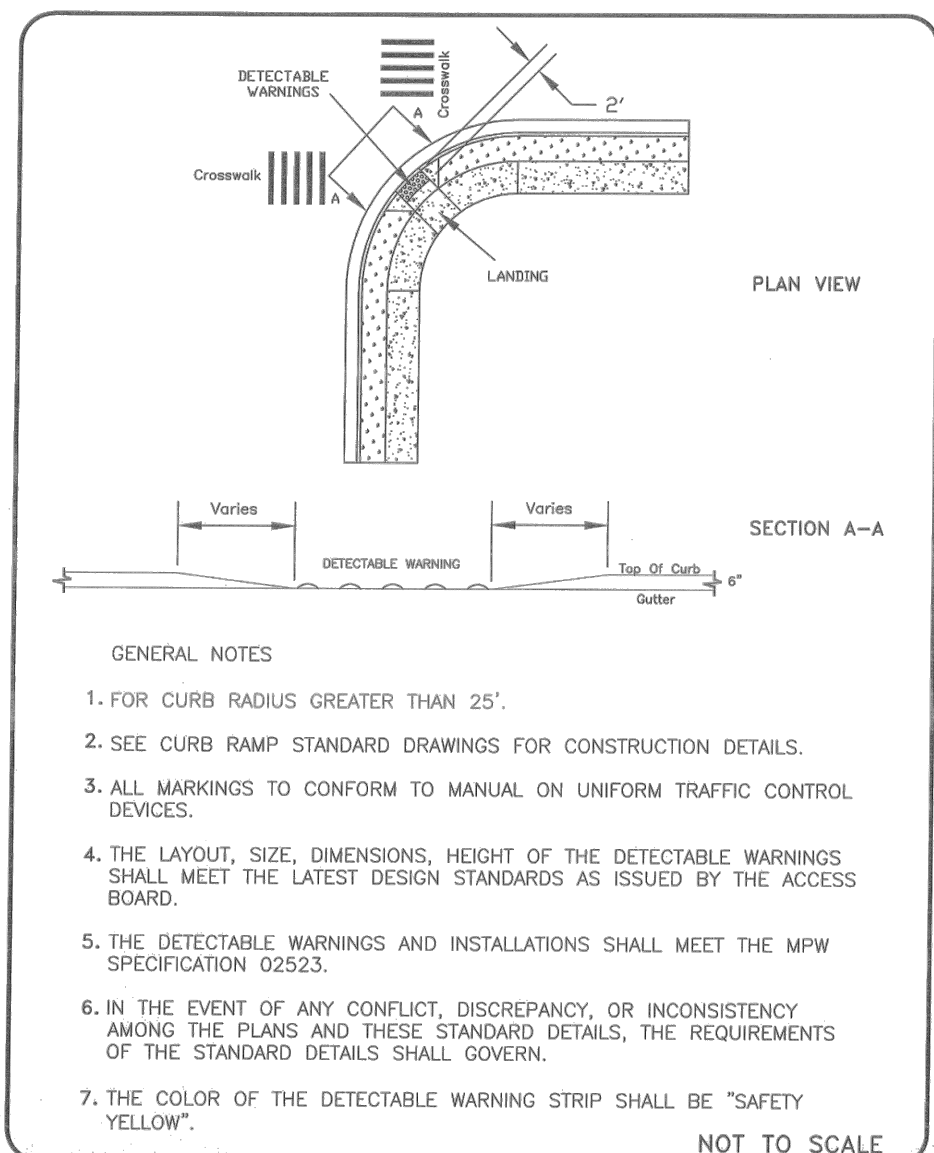 DETECTABLE
WARNINGS
Crosswalk
A
2'
Crosswalk
A
LANDING
PLAN VIEW
Varies
Varies
SECTION A-A
DETECTABLE WARNING
Top Of Curb
6"
Gutter
GENERAL NOTES
1. FOR CURB RADIUS GREATER THAN 25'.
2. SEE CURB RAMP STANDARD DRAWINGS FOR CONSTRUCTION DETAILS.
3. ALL MARKINGS TO CONFORM TO MANUAL ON UNIFORM TRAFFIC CONTROL
DEVICES.
4. THE LAYOUT, SIZE, DIMENSIONS, HEIGHT OF THE DETECTABLE WARNINGS
SHALL MEET THE LATEST DESIGN STANDARDS AS ISSUED BY THE ACCESS
BOARD.
5. THE DETECTABLE WARNINGS AND INSTALLATIONS SHALL MEET THE MPW
SPECIFICATION 02523.
6. IN THE EVENT OF ANY CONFLICT, DISCREPANCY, OR INCONSISTENCY
AMONG THE PLANS AND THESE STANDARD DETAILS, THE REQUIREMENTS
OF THE STANDARD DETAILS SHALL GOVERN.
7. THE COLOR OF THE DETECTABLE WARNING STRIP SHALL BE "SAFETY
YELLOW".
NOT TO SCALE